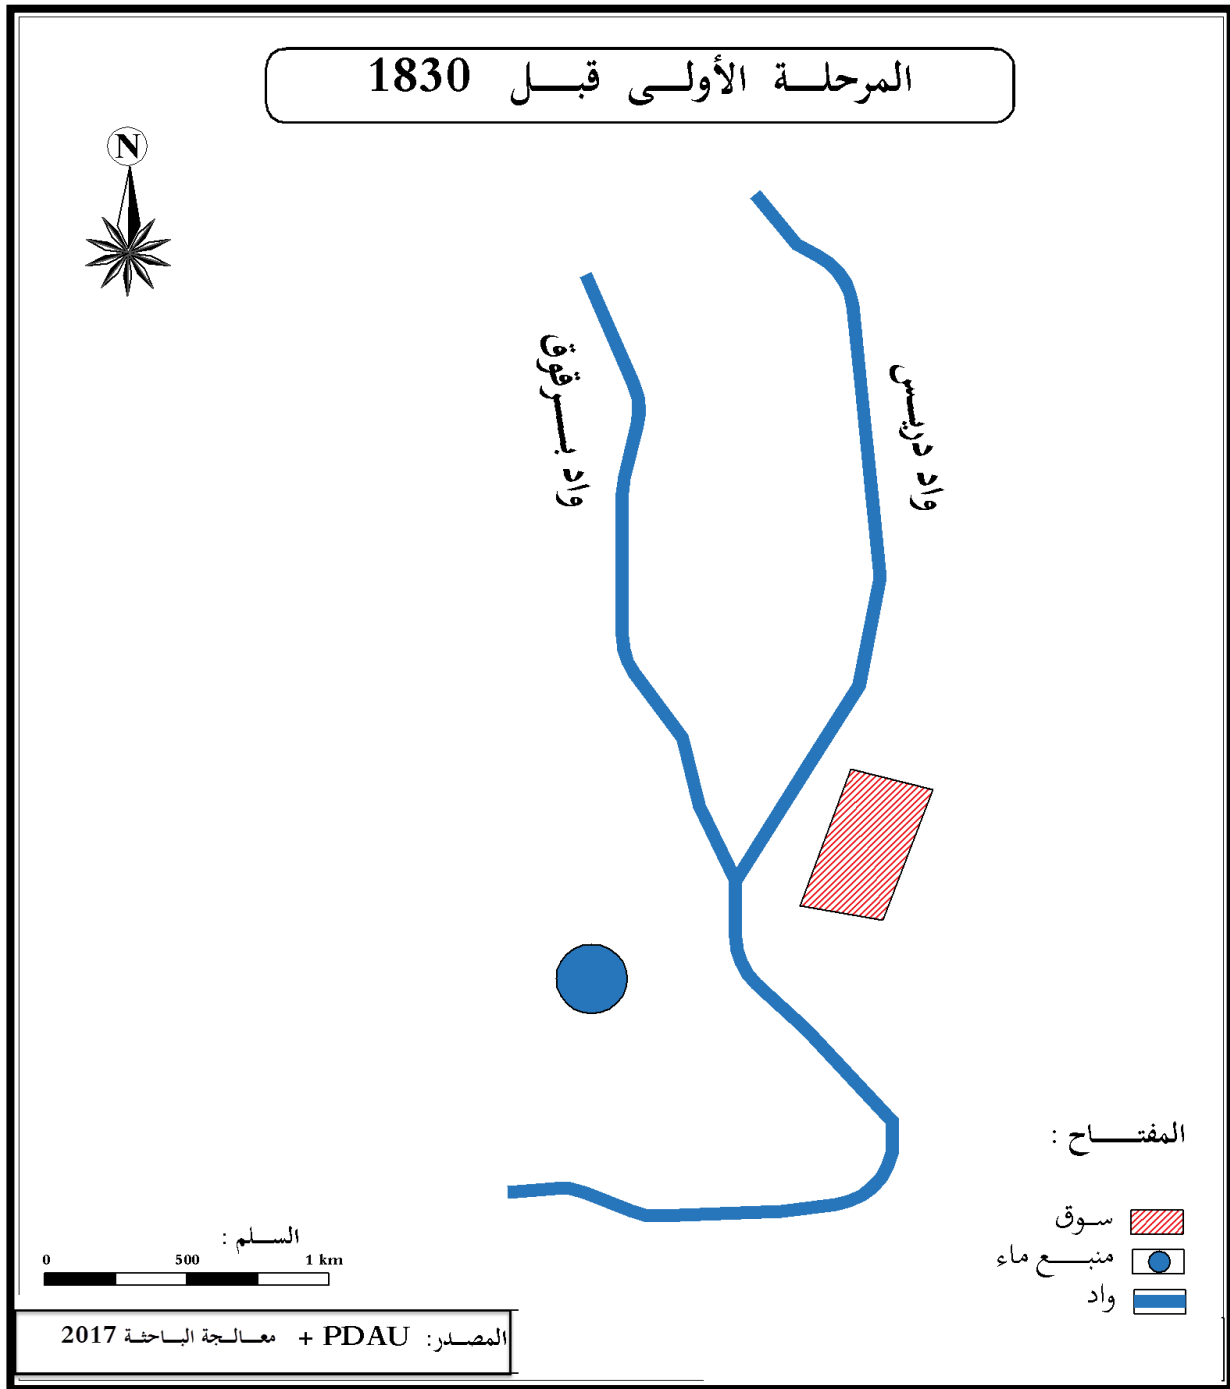 المرحلة الأولى قبل 1830
N
واد برقوق
واد دريس
المفتاح :
سوق
منبع ماء
واد
السلم :
0 500 1 km
المصدر: PDAU + معالجة الباحثة 2017